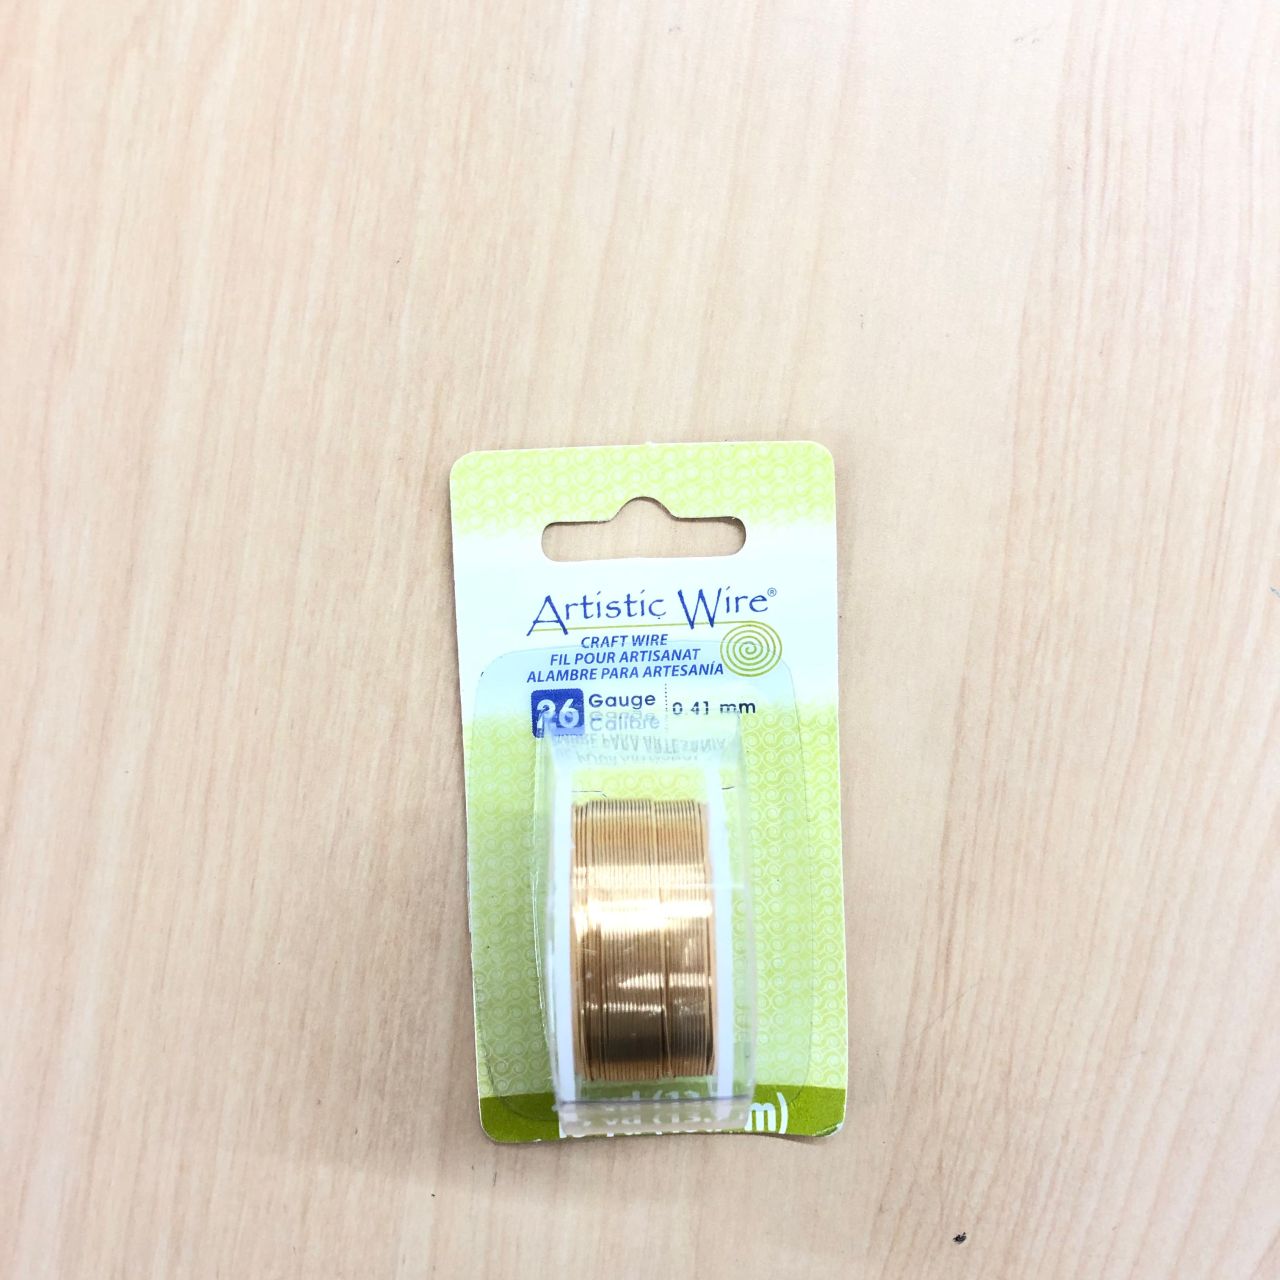 Artistic Wire®
CRAFT WIRE
FIL POUR ARTISANAT
ALAMBRE PARA ARTESANÍA
26 Gauge 0.41 mm
Calibre